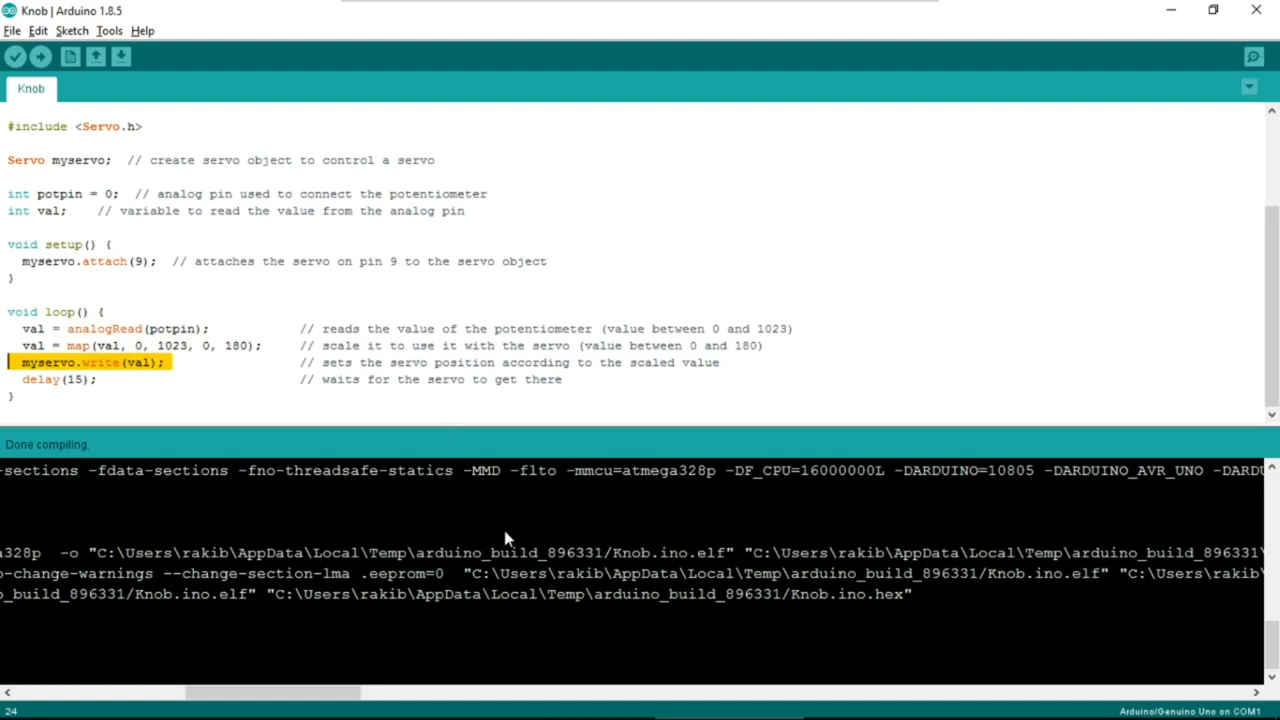 Knob | Arduino 1.8.5
File Edit Sketch Tools Help
Knob
#include <Servo.h>
Servo myservo;  // create servo object to control a servo
int potpin = 0;  // analog pin used to connect the potentiometer
int val;    // variable to read the value from the analog pin
void setup() {
  myservo.attach(9);  // attaches the servo on pin 9 to the servo object
}
void loop() {
  val = analogRead(potpin);            // reads the value of the potentiometer (value between 0 and 1023)
  val = map(val, 0, 1023, 0, 180);     // scale it to use it with the servo (value between 0 and 180)
  myservo.write(val);                  // sets the servo position according to the scaled value
  delay(15);                           // waits for the servo to get there
}
Done compiling.
-sections -fdata-sections -fno-threadsafe-statics -MMD -flto -mmcu=atmega328p -DF_CPU=16000000L -DARDUINO=10805 -DARDUINO_AVR_UNO -DARDU
a328p  -o "C:\Users\rakib\AppData\Local\Temp\arduino_build_896331/Knob.ino.elf" "C:\Users\rakib\AppData\Local\Temp\arduino_build_896331\
o-change-warnings --change-section-lma .eeprom=0  "C:\Users\rakib\AppData\Local\Temp\arduino_build_896331/Knob.ino.elf" "C:\Users\rakib\
o_build_896331/Knob.ino.elf" "C:\Users\rakib\AppData\Local\Temp\arduino_build_896331/Knob.ino.hex"
24
Arduino/Genuino Uno on COM1